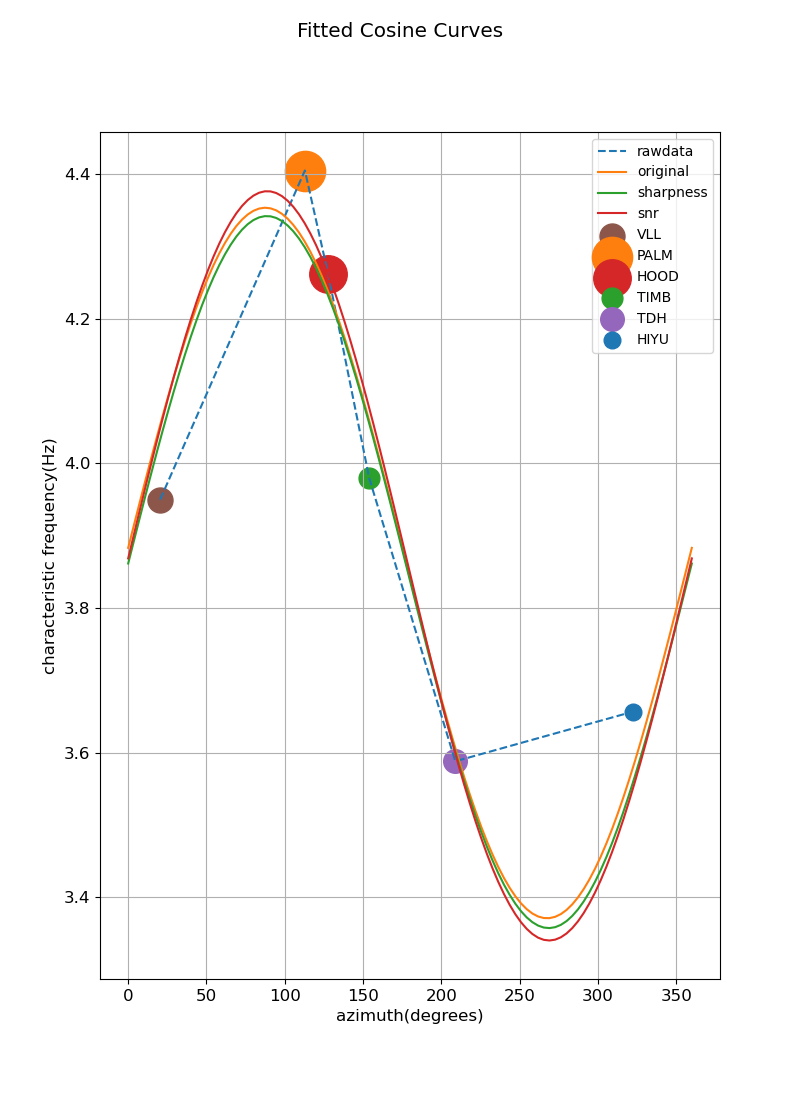 Fitted Cosine Curves
rawdata
original
sharpness
snr
VLL
PALM
HOOD
TIMB
TDH
HIYU
4.4
4.2
4.0
3.8
3.6
3.4
characteristic frequency(Hz)
0 50 100 150 200 250 300 350
azimuth(degrees)